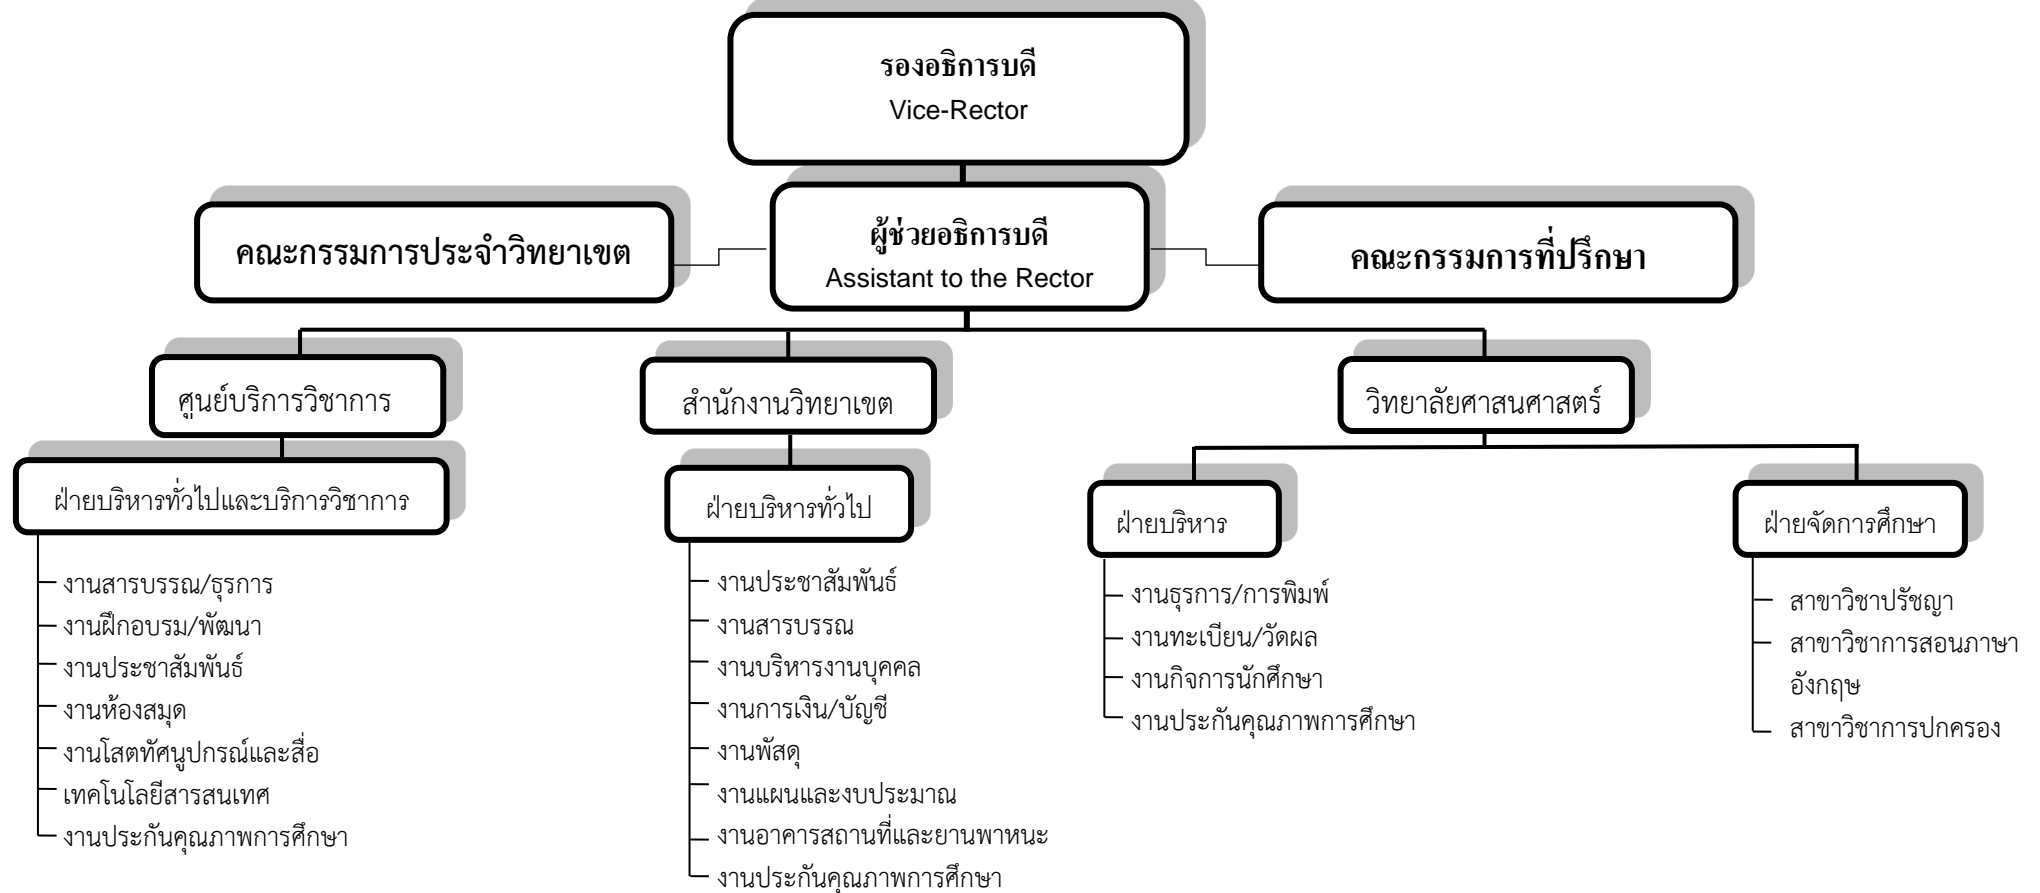 รองอธิการบดี
Vice-Rector
คณะกรรมการประจำวิทยาเขต
ผู้ช่วยอธิการบดี
Assistant to the Rector
คณะกรรมการที่ปรึกษา
ศูนย์บริการวิชาการ
สำนักงานวิทยาเขต
วิทยาลัยศาสนศาสตร์
ฝ่ายบริหารทั่วไปและบริการวิชาการ
ฝ่ายบริหารทั่วไป
ฝ่ายบริหาร
ฝ่ายจัดการศึกษา
งานสารบรรณ/ธุรการ
งานฝึกอบรม/พัฒนา
งานประชาสัมพันธ์
งานห้องสมุด
งานโสตทัศนูปกรณ์และสื่อ
เทคโนโลยีสารสนเทศ
งานประกันคุณภาพการศึกษา
งานประชาสัมพันธ์
งานสารบรรณ
งานบริหารงานบุคคล
งานการเงิน/บัญชี
งานพัสดุ
งานแผนและงบประมาณ
งานอาคารสถานที่และยานพาหนะ
งานประกันคุณภาพการศึกษา
งานธุรการ/การพิมพ์
งานทะเบียน/วัดผล
งานกิจการนักศึกษา
งานประกันคุณภาพการศึกษา
สาขาวิชาปรัชญา
สาขาวิชาการสอนภาษา
อังกฤษ
สาขาวิชาการปกครอง